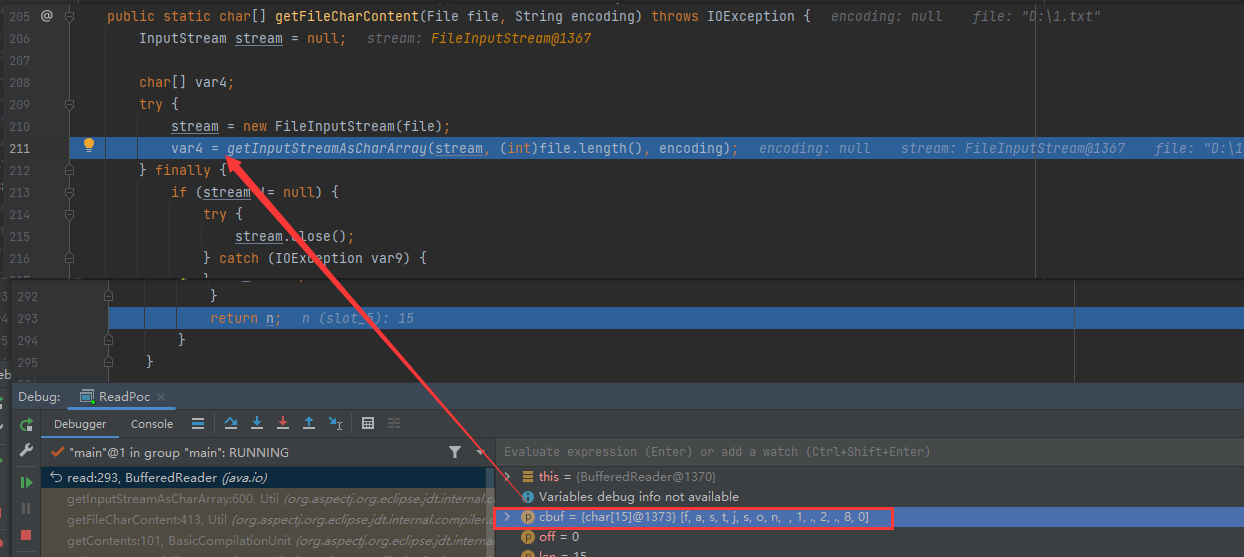 205 @ public static char[] getFileCharContent(File file, String encoding) throws IOException { encoding: null file: "D:\1.txt"
206 InputStream stream = null; stream: FileInputStream@1367
207
208 char[] var4;
209 try {
210 stream = new FileInputStream(file);
211 var4 = getInputStreamAsCharArray(stream, (int)file.length(), encoding); encoding: null stream: FileInputStream@1367 file: "D:\1
212 } finally {
213 if (stream != null) {
214 try {
215 stream.close();
216 } catch (IOException var9) {
292 }
293 return n; n (slot_5): 15
294 }
295 }
Debug: ReadPoc
Debugger Console
"main"@1 in group "main": RUNNING
Evaluate expression (Enter) or add a watch (Ctrl+Shift+Enter)
read:293, BufferedReader (java.io)
this = {BufferedReader@1370}
getInputStreamAsCharArray:600, Util (org.aspectj.org.eclipse.jdt.internal.co
Variables debug info not available
getFileCharContent:413, Util (org.aspectj.org.eclipse.jdt.internal.compiler.
cbuf = {char[15]@1373} [f, a, s, t, j, s, o, n, , 1, ., 2, ., 8, 0]
getContents:101, BasicCompilationUnit (org.aspectj.org.eclipse.jdt.internal
off = 0
len = 15